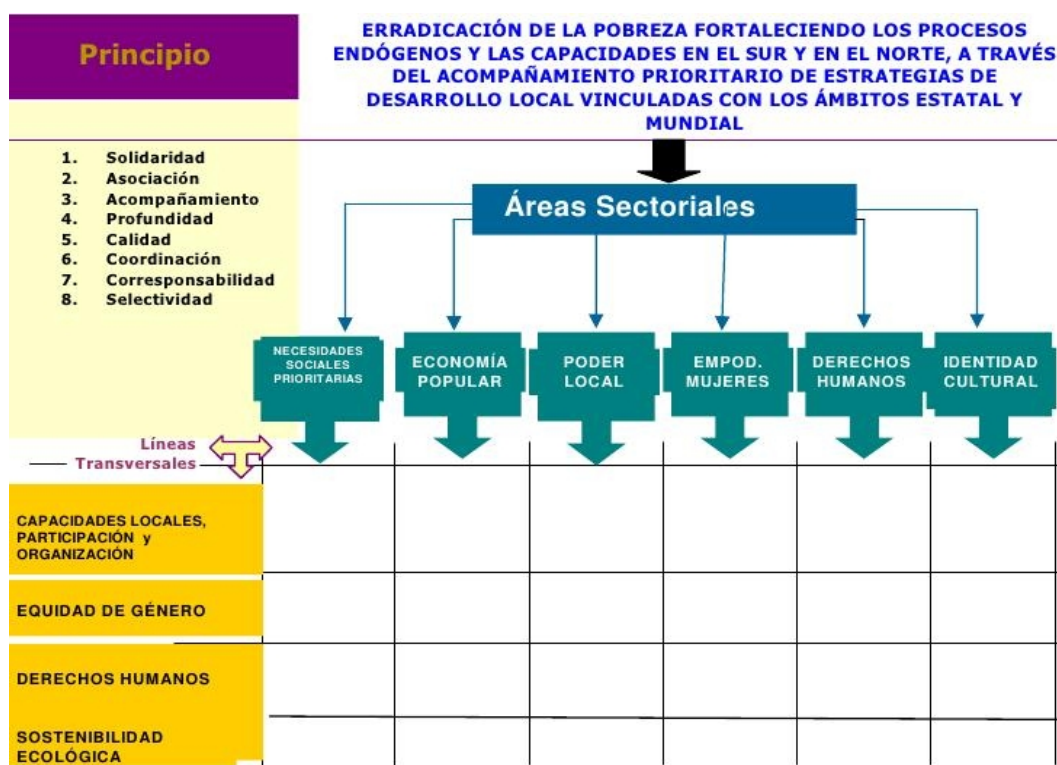 Principio
ERRADICACIÓN DE LA POBREZA FORTALECIENDO LOS PROCESOS
ENDÓGENOS Y LAS CAPACIDADES EN EL SUR Y EN EL NORTE, A TRAVÉS
DEL ACOMPAÑAMIENTO PRIORITARIO DE ESTRATEGIAS DE
DESARROLLO LOCAL VINCULADAS CON LOS ÁMBITOS ESTATAL Y
MUNDIAL
1. Solidaridad
2. Asociación
3. Acompañamiento
4. Profundidad
5. Calidad
6. Coordinación
7. Corresponsabilidad
8. Selectividad
Áreas Sectoriales
NECESIDADES
SOCIALES
PRIORITARIAS
ECONOMÍA
POPULAR
PODER
LOCAL
EMPOD.
MUJERES
DERECHOS
HUMANOS
IDENTIDAD
CULTURAL
Líneas
Transversales
CAPACIDADES LOCALES,
PARTICIPACIÓN y
ORGANIZACIÓN
EQUIDAD DE GÉNERO
DERECHOS HUMANOS
SOSTENIBILIDAD
ECOLÓGICA